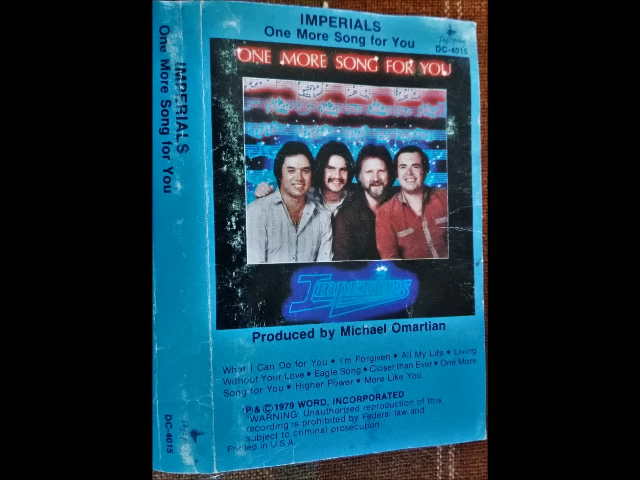 IMPERIALS
One More Song for You
DaySpring
DC-4015
ONE MORE SONG FOR YOU
IMPERIALS
Produced by Michael Omartian
What I Can Do for You • I'm Forgiven • All My Life • Living
Without Your Love • Eagle Song • Closer than Ever • One More
Song for You • Higher Power • More Like You
℗ & © 1979 WORD, INCORPORATED
"WARNING: Unauthorized reproduction of this
recording is prohibited by Federal law and
subject to criminal prosecution."
Printed in U.S.A.
IMPERIALS
One More Song for You
DC-4015